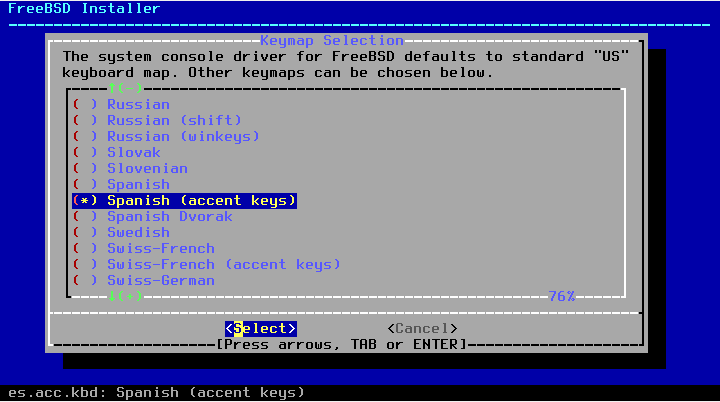 FreeBSD Installer
Keymap Selection
The system console driver for FreeBSD defaults to standard "US"
keyboard map. Other keymaps can be chosen below.
↑(-)
( ) Russian
( ) Russian (shift)
( ) Russian (winkeys)
( ) Slovak
( ) Slovenian
( ) Spanish
(*) Spanish (accent keys)
( ) Spanish Dvorak
( ) Swedish
( ) Swiss-French
( ) Swiss-French (accent keys)
( ) Swiss-German
↓(+) 76%
<Select> <Cancel>
[Press arrows, TAB or ENTER]
es.acc.kbd: Spanish (accent keys)